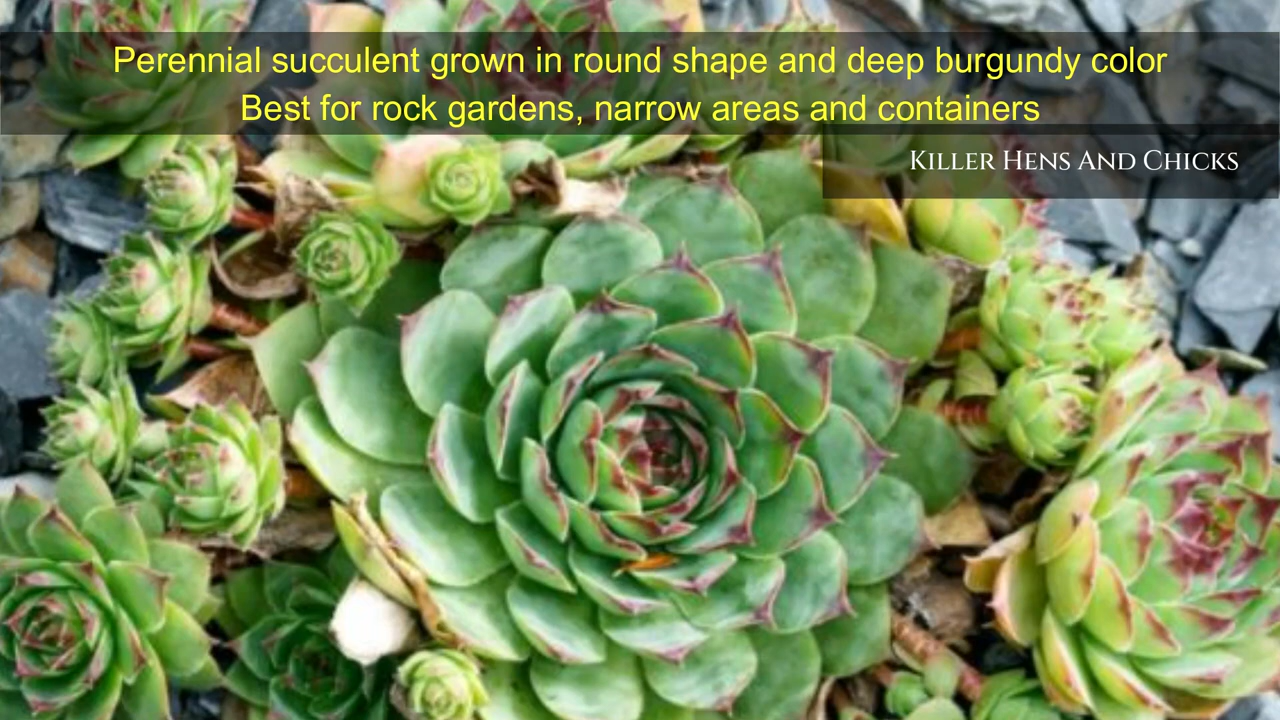 Perennial succulent grown in round shape and deep burgundy color
Best for rock gardens, narrow areas and containers
Killer Hens And Chicks